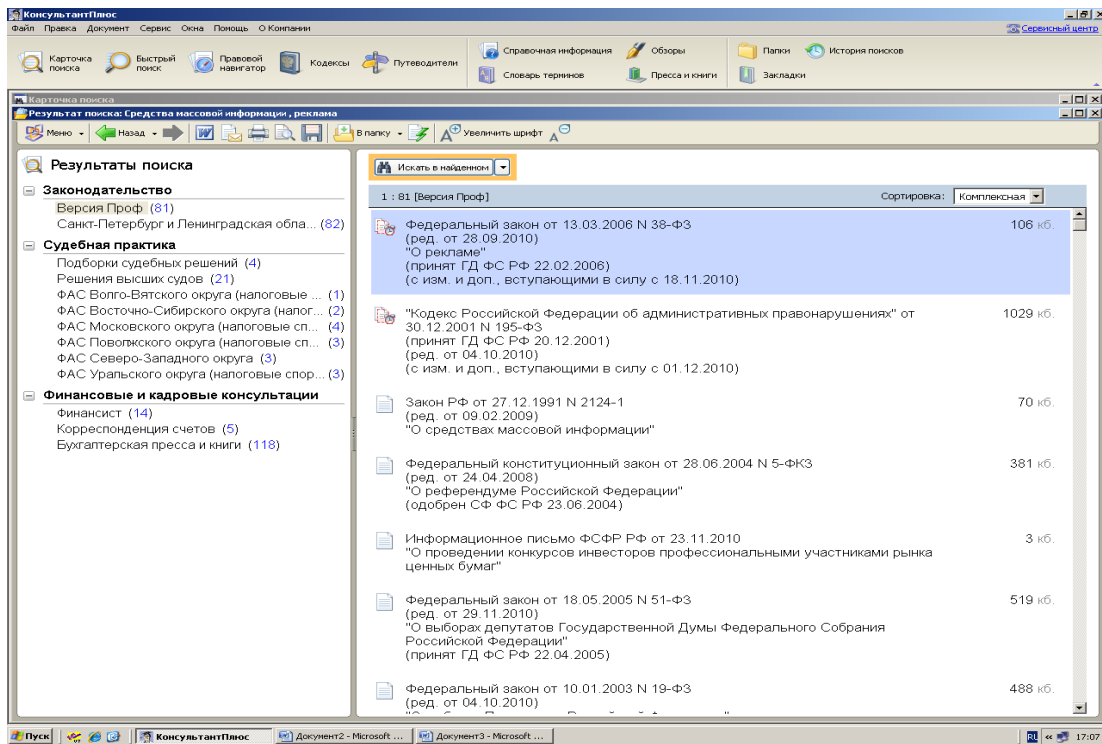 КонсультантПлюс
Файл Правка Документ Сервис Окна Помощь О Компании
Сервисный центр
Карточка поиска
Быстрый поиск
Правовой навигатор
Кодексы
Путеводители
Справочная информация
Словарь терминов
Обзоры
Пресса и книги
Папки
Закладки
История поисков
Карточка поиска
Результат поиска: Средства массовой информации , реклама
Меню
Назад
В папку
Увеличить шрифт
Результаты поиска
Законодательство
Версия Проф (81)
Санкт-Петербург и Ленинградская обла... (82)
Судебная практика
Подборки судебных решений (4)
Решения высших судов (21)
ФАС Волго-Вятского округа (налоговые ... (1)
ФАС Восточно-Сибирского округа (налог... (2)
ФАС Московского округа (налоговые сп... (4)
ФАС Поволжского округа (налоговые сп... (3)
ФАС Северо-Западного округа (3)
ФАС Уральского округа (налоговые спор... (3)
Финансовые и кадровые консультации
Финансист (14)
Корреспонденция счетов (5)
Бухгалтерская пресса и книги (118)
Искать в найденном
1 : 81 [Версия Проф]
Сортировка: Комплексная
Федеральный закон от 13.03.2006 N 38-ФЗ 106 кб.
(ред. от 28.09.2010)
"О рекламе"
(принят ГД ФС РФ 22.02.2006)
(с изм. и доп., вступающими в силу с 18.11.2010)
"Кодекс Российской Федерации об административных правонарушениях" от 1029 кб.
30.12.2001 N 195-ФЗ
(принят ГД ФС РФ 20.12.2001)
(ред. от 04.10.2010)
(с изм. и доп., вступающими в силу с 01.12.2010)
Закон РФ от 27.12.1991 N 2124-1 70 кб.
(ред. от 09.02.2009)
"О средствах массовой информации"
Федеральный конституционный закон от 28.06.2004 N 5-ФКЗ 381 кб.
(ред. от 24.04.2008)
"О референдуме Российской Федерации"
(одобрен СФ ФС РФ 23.06.2004)
Информационное письмо ФСФР РФ от 23.11.2010 3 кб.
"О проведении конкурсов инвесторов профессиональными участниками рынка
ценных бумаг"
Федеральный закон от 18.05.2005 N 51-ФЗ 519 кб.
(ред. от 29.11.2010)
"О выборах депутатов Государственной Думы Федерального Собрания
Российской Федерации"
(принят ГД ФС РФ 22.04.2005)
Федеральный закон от 10.01.2003 N 19-ФЗ 488 кб.
(ред. от 04.10.2010)
Пуск
КонсультантПлюс
Документ2 - Microsoft ...
Документ3 - Microsoft ...
RU
17:07